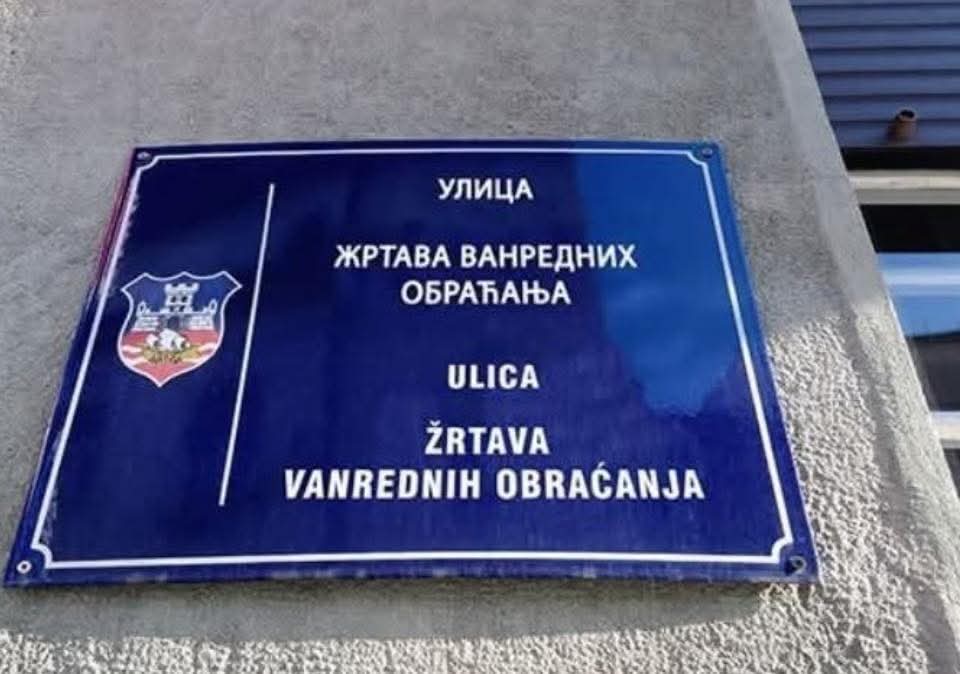 УЛИЦА
ЖРТАВА ВАНРЕДНИХ
ОБРАЋАЊА
ULICA
ŽRTAVA
VANREDNIH OBRAĆANJA